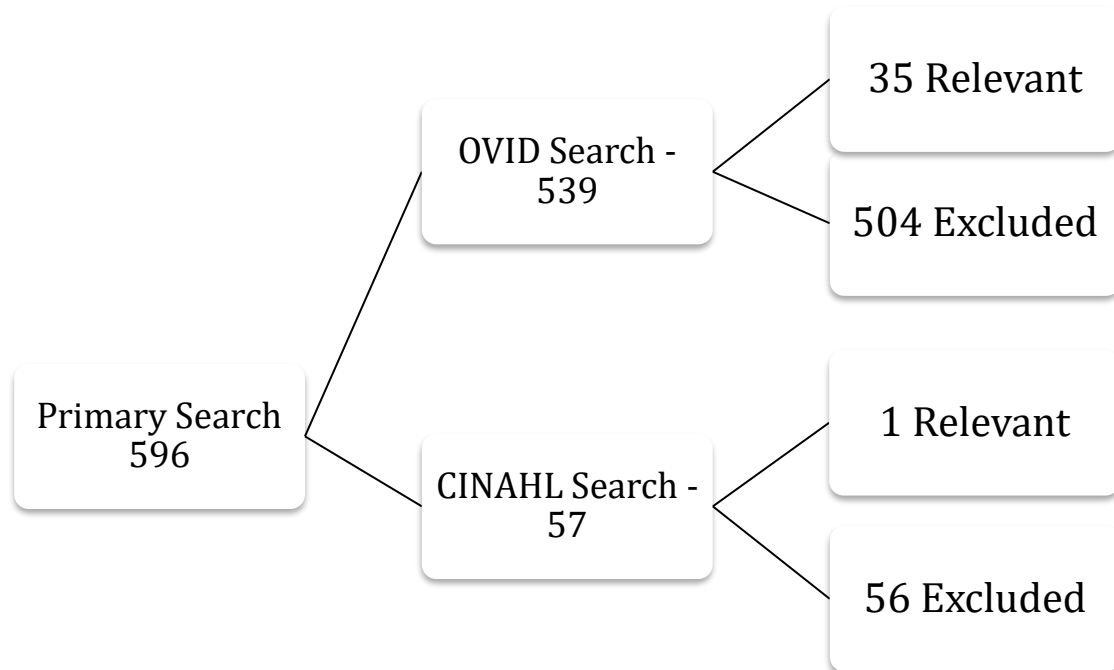 35 Relevant
OVID Search -
539
504 Excluded
Primary Search
596
1 Relevant
CINAHL Search -
57
56 Excluded